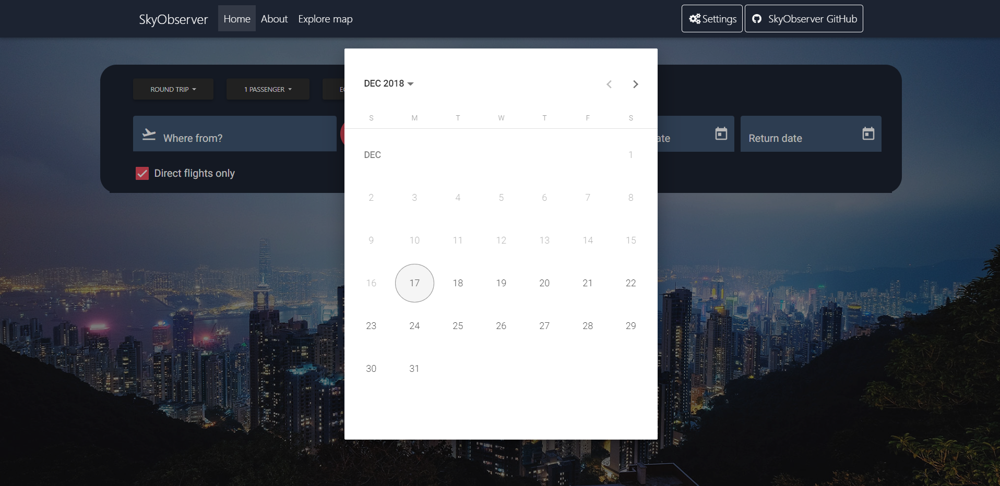 SkyObserver Home About Explore map Settings SkyObserver GitHub
ROUND TRIP 1 PASSENGER
Where from?
Return date
Direct flights only
DEC 2018
S M T W T F S
DEC 1
2 3 4 5 6 7 8
9 10 11 12 13 14 15
16 17 18 19 20 21 22
23 24 25 26 27 28 29
30 31